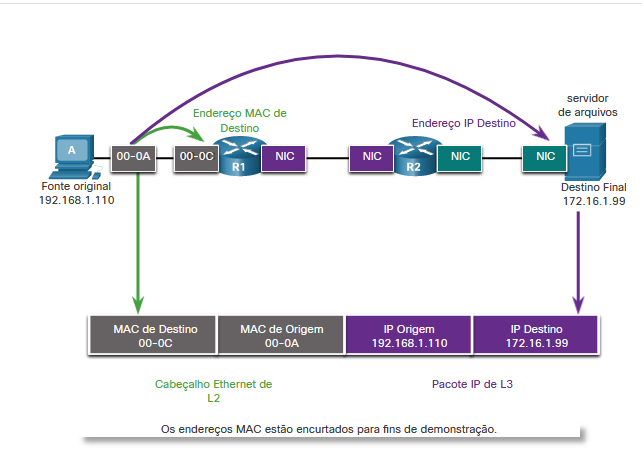 servidor
de arquivos
Endereço MAC de
Destino
Endereço IP Destino
A
00-0A
00-0C
R1
NIC
NIC
R2
NIC
NIC
Fonte original
192.168.1.110
Destino Final
172.16.1.99
MAC de Destino
00-0C
MAC de Origem
00-0A
IP Origem
192.168.1.110
IP Destino
172.16.1.99
Cabeçalho Ethernet de
L2
Pacote IP de L3
Os endereços MAC estão encurtados para fins de demonstração.